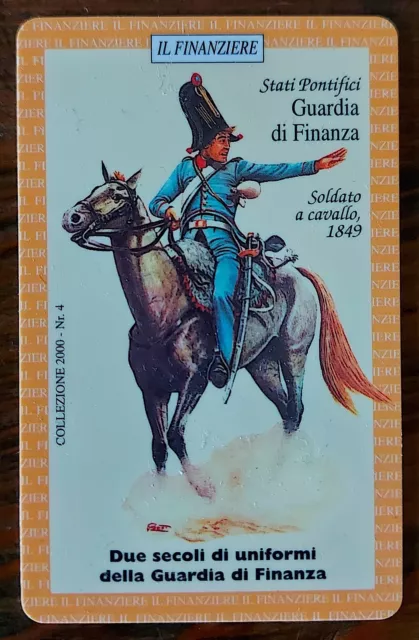 IL FINANZIERE
Stati Pontifici
Guardia
di Finanza
Soldato
a cavallo,
1849
COLLEZIONE 2000 - Nr. 4
Due secoli di uniformi
della Guardia di Finanza